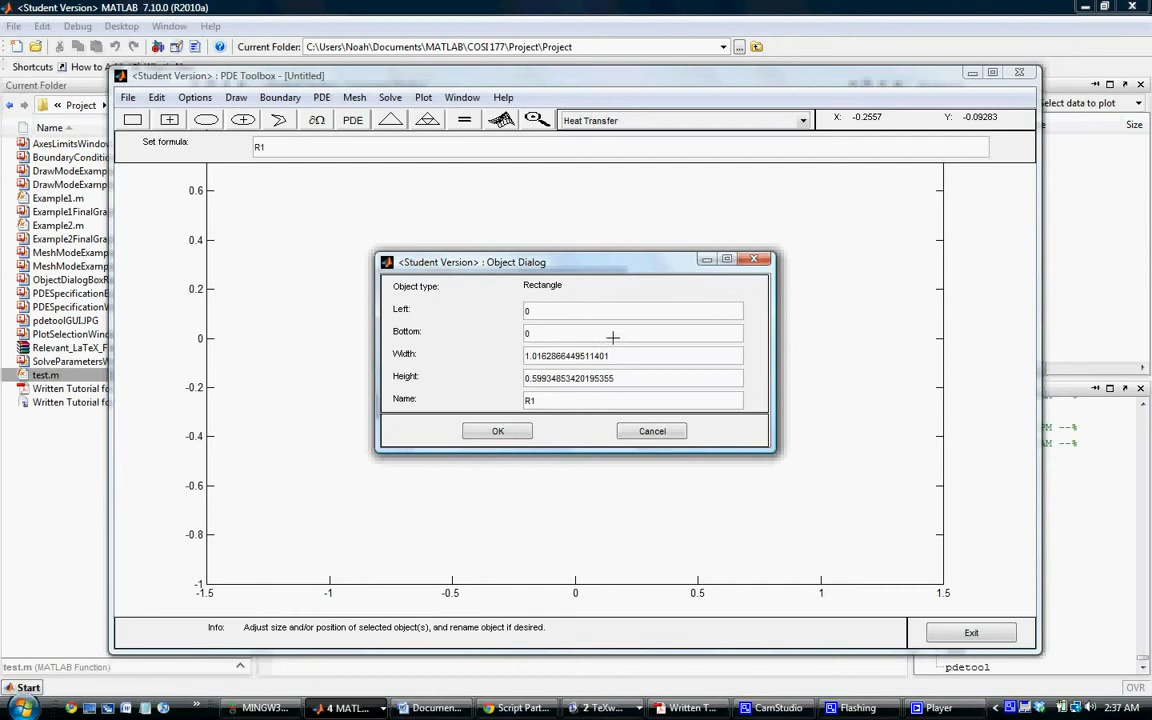 <Student Version> MATLAB 7.10.0 (R2010a)
File Edit Debug Desktop Window Help
Current Folder: C:\Users\Noah\Documents\MATLAB\COSI177\Project\Project
Shortcuts How to A
Current Folder
Select data to plot
Project
Name
Size
AxesLimitsWindow
BoundaryCondition
DrawModeExamp
DrawModeExamp
Example1.m
Example1FinalGra
Example2.m
Example2FinalGra
MeshModeExamp
MeshModeExamp
ObjectDialogBoxR
PDESpecificationE
PDESpecificationW
pdetoolGUI.JPG
PlotSelectionWind
Relevant_LaTeX_F
SolveParametersW
test.m
Written Tutorial fo
Written Tutorial fo
<Student Version> : PDE Toolbox - [Untitled]
File Edit Options Draw Boundary PDE Mesh Solve Plot Window Help
∂Ω PDE = Heat Transfer X: -0.2557 Y: -0.09283
Set formula: R1
0.6
0.4
0.2
0
-0.2
-0.4
-0.6
-0.8
-1
-1.5 -1 -0.5 0 0.5 1 1.5
<Student Version> : Object Dialog
Object type: Rectangle
Left: 0
Bottom: 0
Width: 1.0162866449511401
Height: 0.59934853420195355
Name: R1
OK Cancel
Info: Adjust size and/or position of selected object(s), and rename object if desired.
Exit
PM --%
AM --%
test.m (MATLAB Function)
pdetool
Start
OVR
MINGW3... 4 MATL... Docume... Script Part... 2 TeXw... Written T... CamStudio Flashing Player 2:37 AM